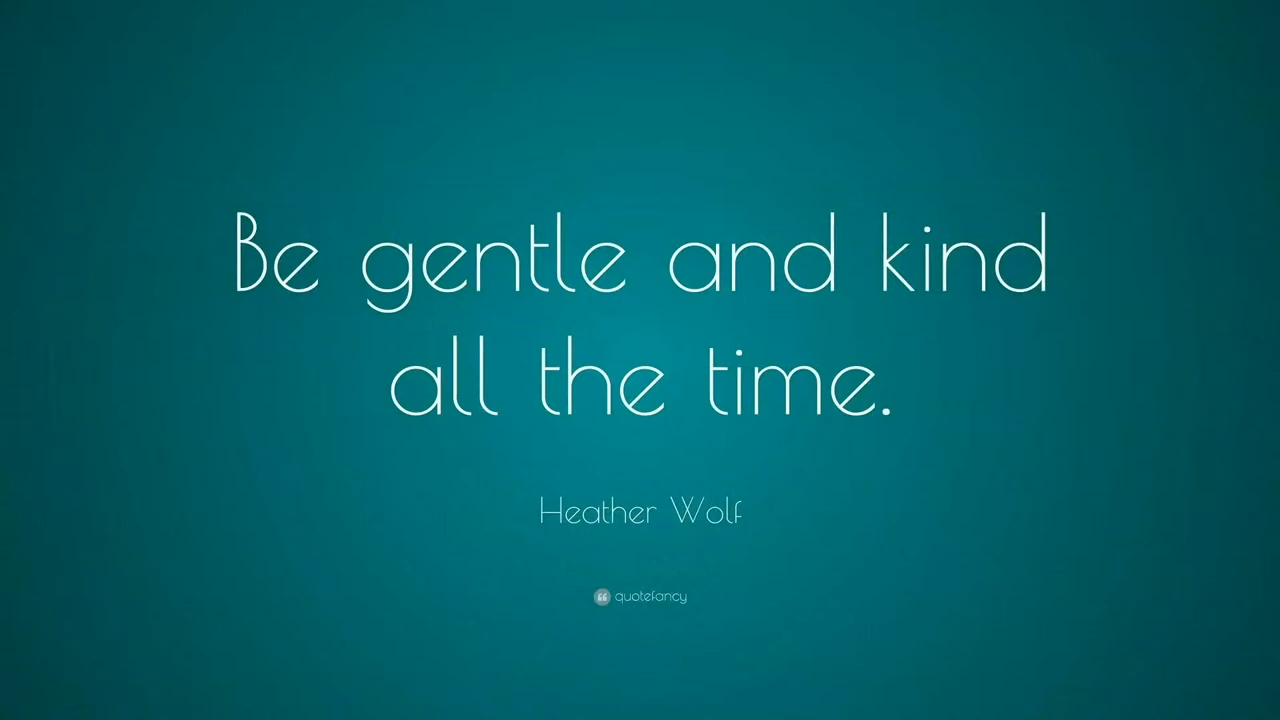 Be gentle and kind
all the time.
Heather Wolf
quotefancy